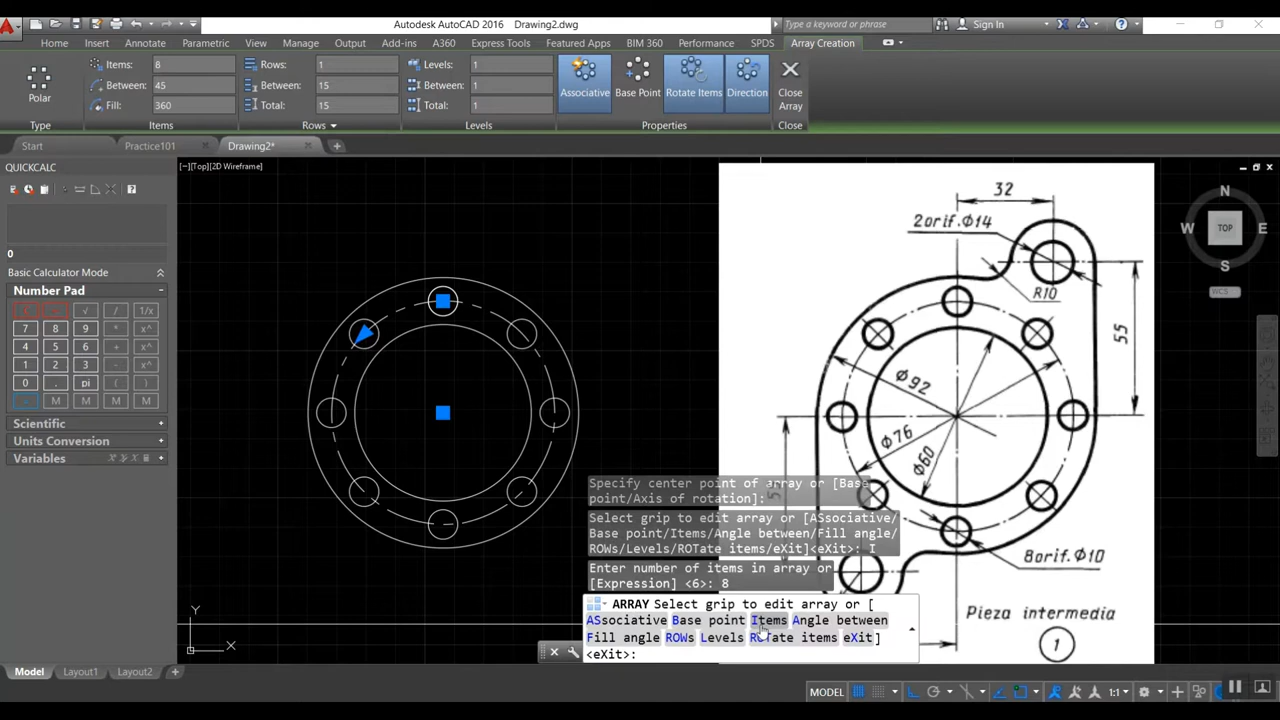 Autodesk AutoCAD 2016 Drawing2.dwg
Type a keyword or phrase
Sign In
Home Insert Annotate Parametric View Manage Output Add-ins A360 Express Tools Featured Apps BIM 360 Performance SPDS Array Creation
Polar
Type
Items: 8
Between: 45
Fill: 360
Items
Rows: 1
Between: 15
Total: 15
Rows
Levels: 1
Between: 1
Total: 1
Levels
Associative
Base Point
Rotate Items
Direction
Properties
Close
Array
Close
Start Practice101 Drawing2*
QUICKCALC
0
Basic Calculator Mode
Number Pad
C √ / 1/x
7 8 9 * x^
4 5 6 + x^
1 2 3 - (
0 . pi ( )
= M M M M
Scientific
Units Conversion
Variables
[−][Top][2D Wireframe]
Y
X
N
W TOP E
S
WCS
32
2orif.Φ14
R10
55
Φ92
Φ76
Φ60
8orif.Φ10
Pieza intermedia
1
Specify center point of array or [Base
point/Axis of rotation]:
Select grip to edit array or [ASsociative/
Base point/Items/Angle between/Fill angle/
ROWs/Levels/ROTate items/eXit]<eXit>: I
Enter number of items in array or
[Expression] <6>: 8
ARRAY Select grip to edit array or [
ASsociative Base point Items Angle between
Fill angle ROWs Levels ROTate items eXit]
<eXit>:
Model Layout1 Layout2
MODEL
1:1